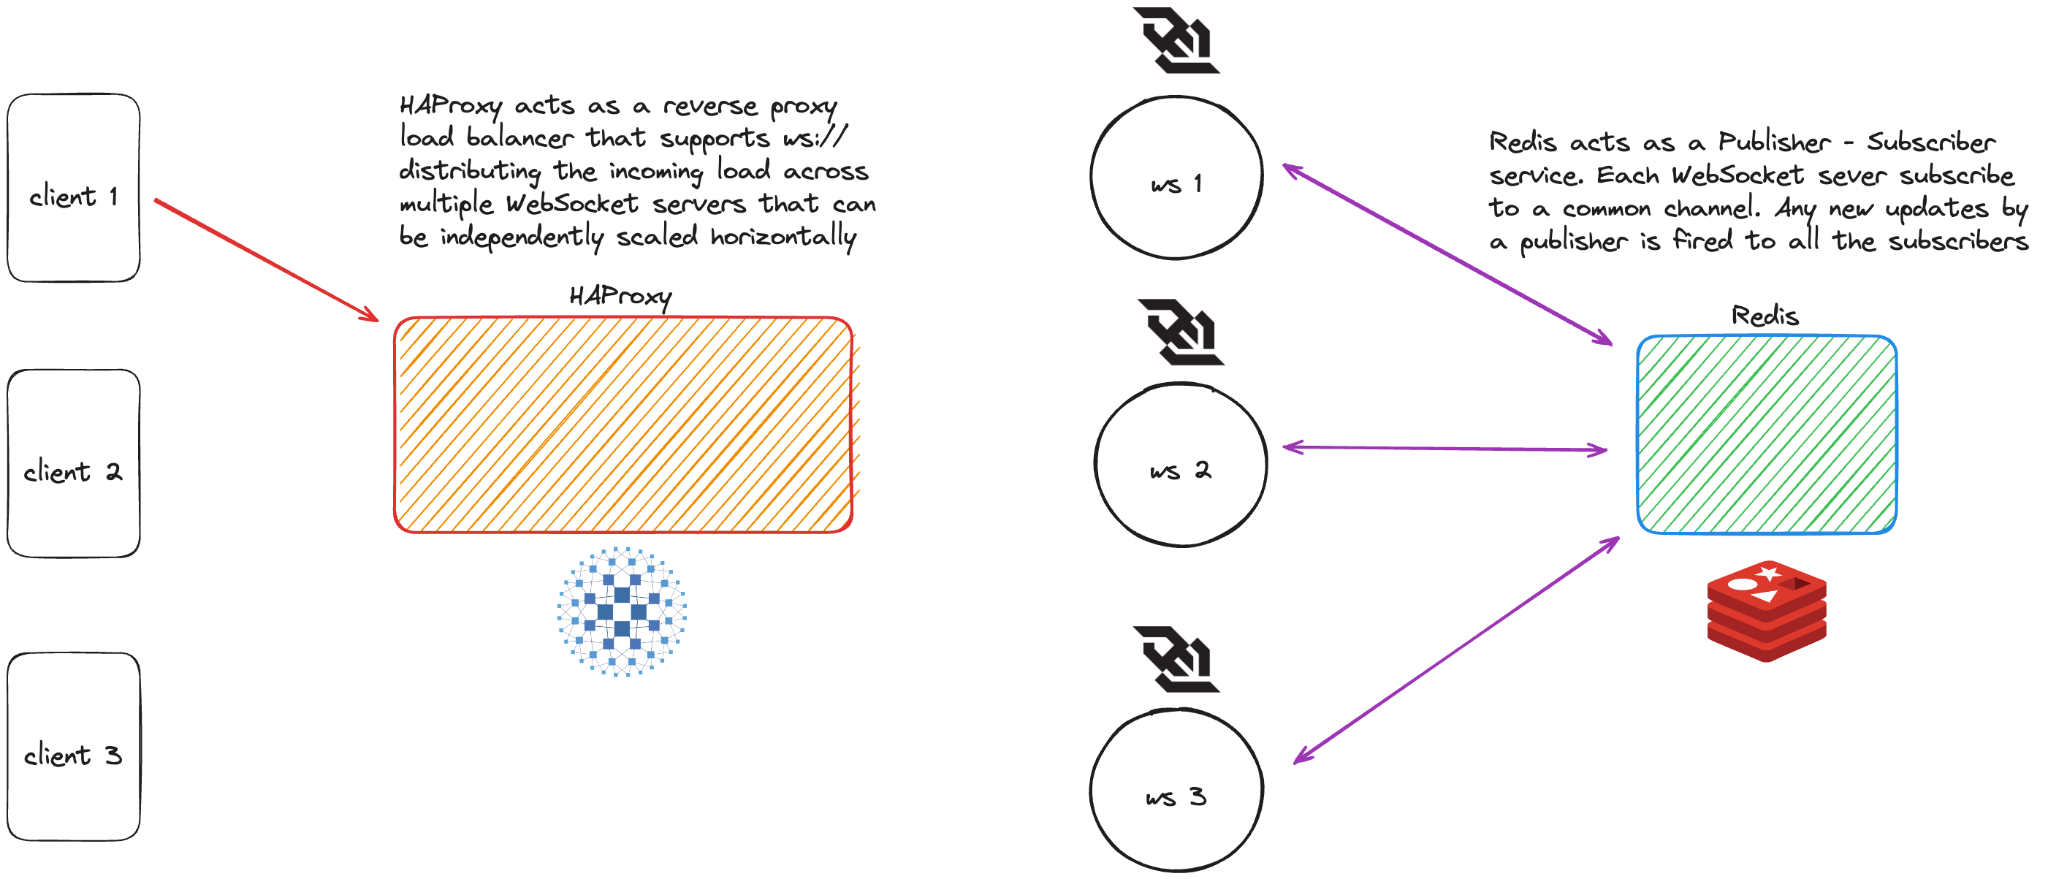 client 1
client 2
client 3
HAProxy acts as a reverse proxy
load balancer that supports ws://
distributing the incoming load across
multiple WebSocket servers that can
be independently scaled horizontally
HAProxy
ws 1
ws 2
ws 3
Redis acts as a Publisher - Subscriber
service. Each WebSocket sever subscribe
to a common channel. Any new updates by
a publisher is fired to all the subscribers
Redis